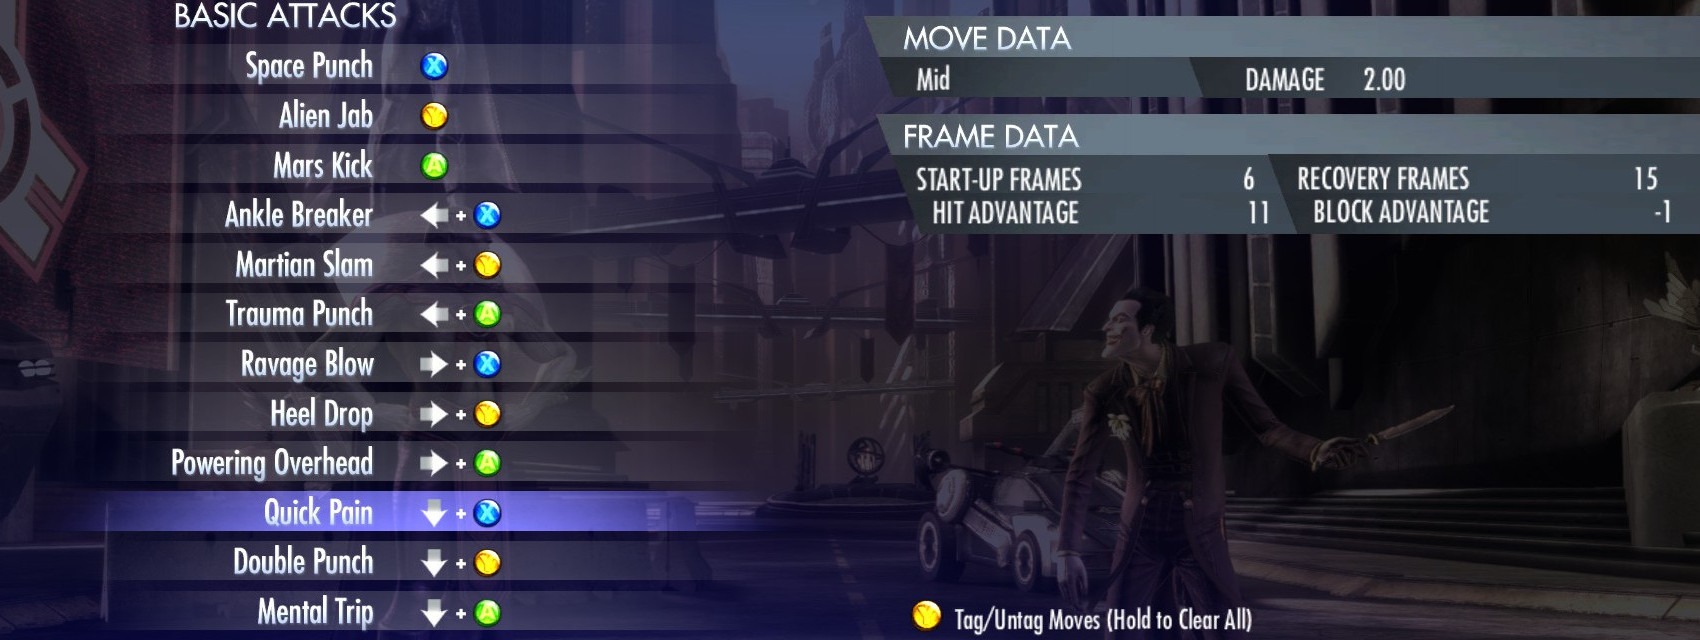 BASIC ATTACKS
Space Punch X
Alien Jab Y
Mars Kick A
Ankle Breaker + X
Martian Slam + Y
Trauma Punch + A
Ravage Blow + X
Heel Drop + Y
Powering Overhead + A
Quick Pain + X
Double Punch + Y
Mental Trip + A
MOVE DATA
Mid DAMAGE 2.00
FRAME DATA
START-UP FRAMES 6 RECOVERY FRAMES 15
HIT ADVANTAGE 11 BLOCK ADVANTAGE -1
Y Tag/Untag Moves (Hold to Clear All)